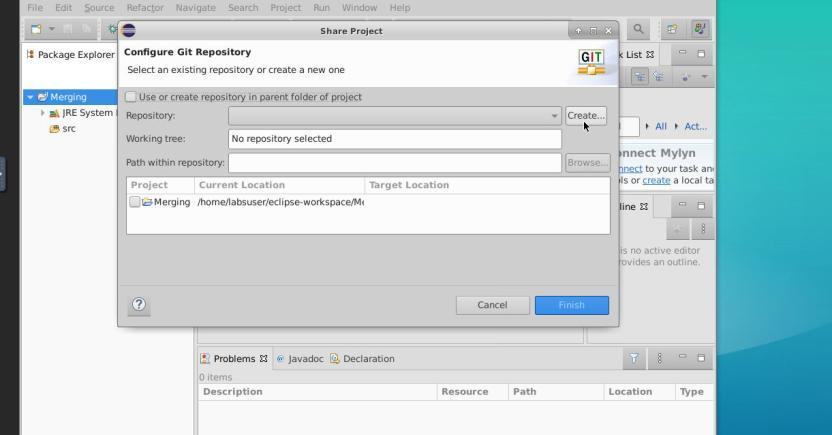 File Edit Source Refactor Navigate Search Project Run Window Help
Share Project
Package Explorer
Configure Git Repository
Select an existing repository or create a new one
GIT
k List
Merging
JRE System
src
Use or create repository in parent folder of project
Repository:
Create...
All Act...
Working tree: No repository selected
Path within repository:
Browse...
nnect Mylyn
nnect to your task and
ls or create a local ta
Project Current Location Target Location
Merging /home/labsuser/eclipse-workspace/Me
line
is no active editor
rovides an outline.
? Cancel Finish
Problems @ Javadoc Declaration
0 items
Description Resource Path Location Type